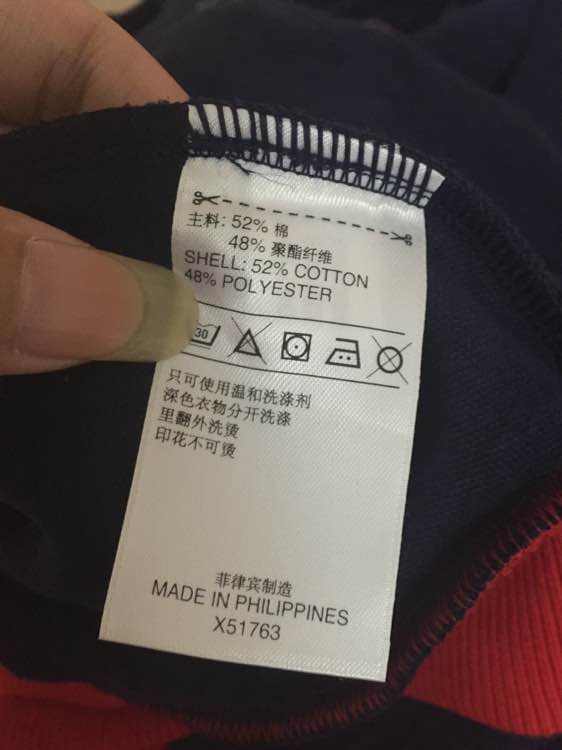 主料: 52% 棉
48% 聚酯纤维
SHELL: 52% COTTON
48% POLYESTER
30
只可使用温和洗涤剂
深色衣物分开洗涤
里翻外洗烫
印花不可烫
菲律宾制造
MADE IN PHILIPPINES
X51763